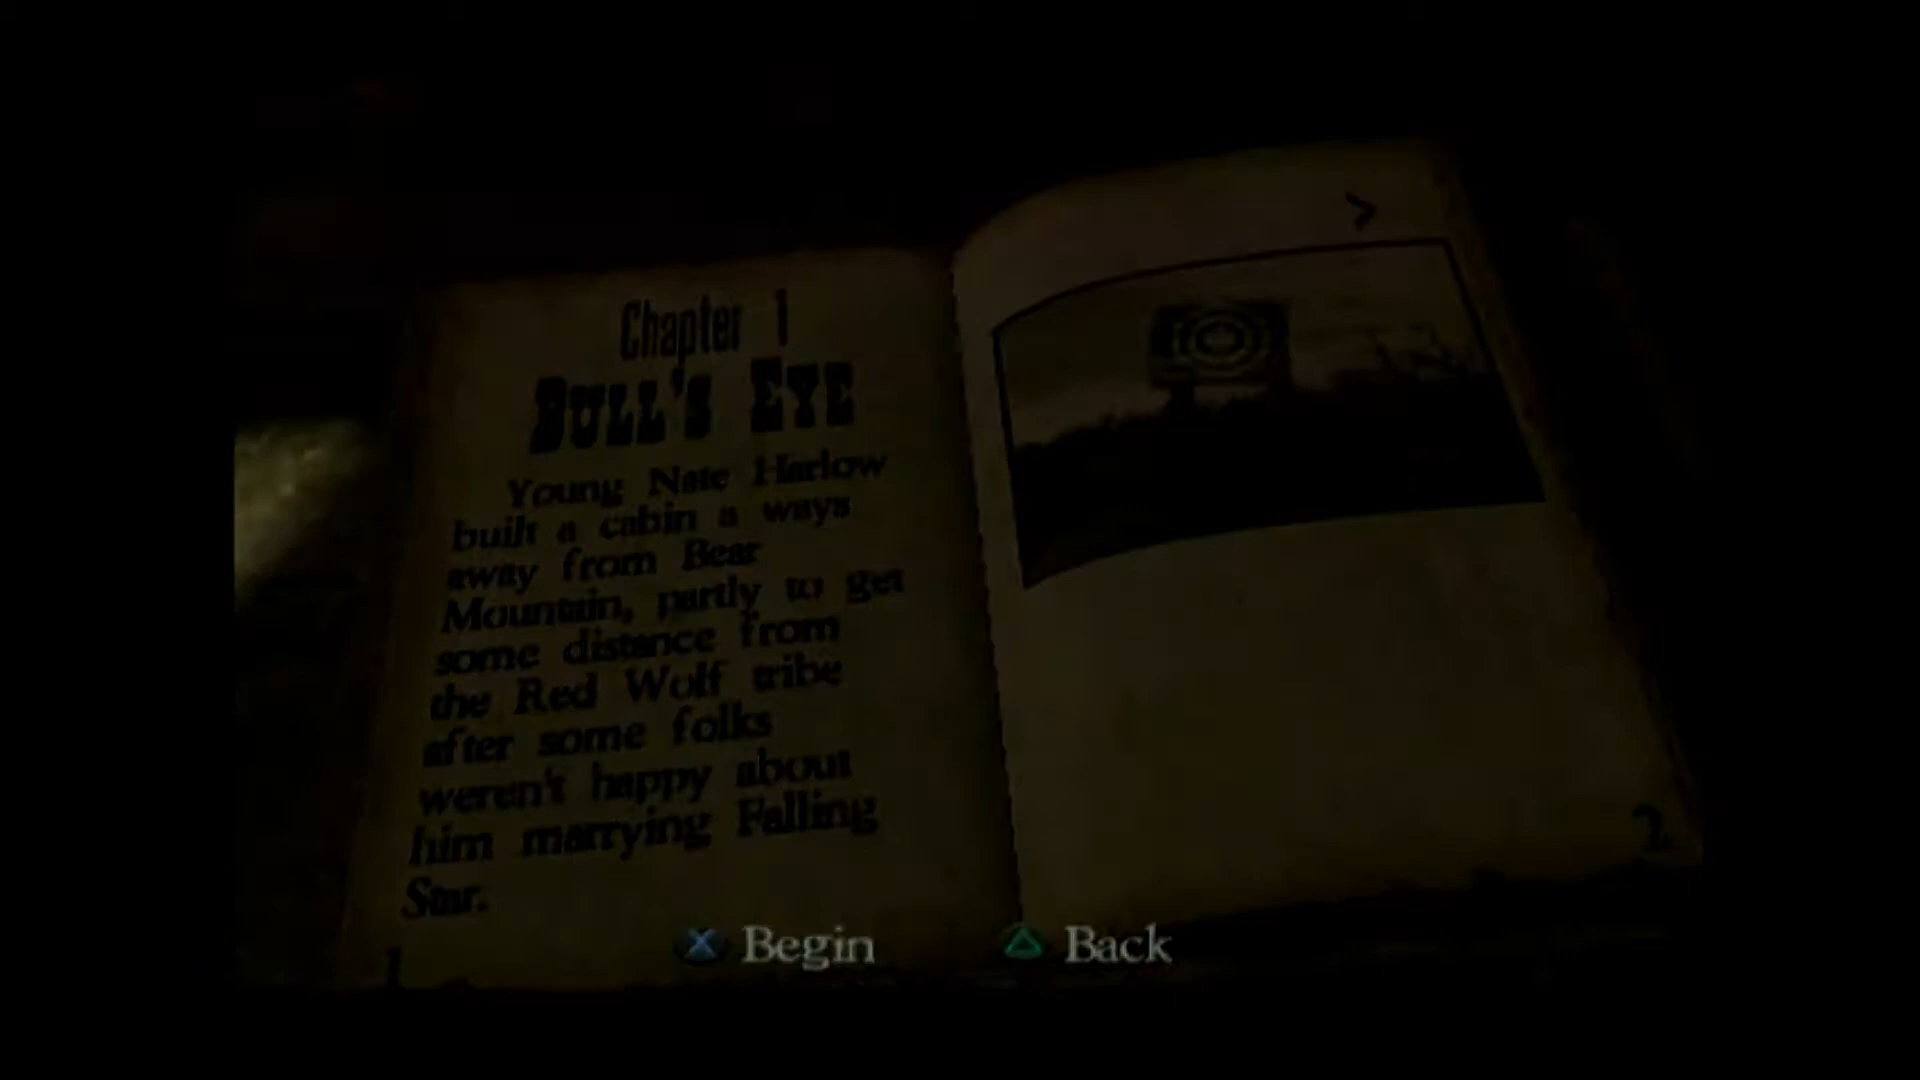 Chapter 1
BULL'S EYE
Young Nate Harlow
built a cabin a ways
away from Bear
Mountain, partly to get
some distance from
the Red Wolf tribe
after some folks
weren't happy about
him marrying Falling
Star.
1
>
2
X Begin
△ Back